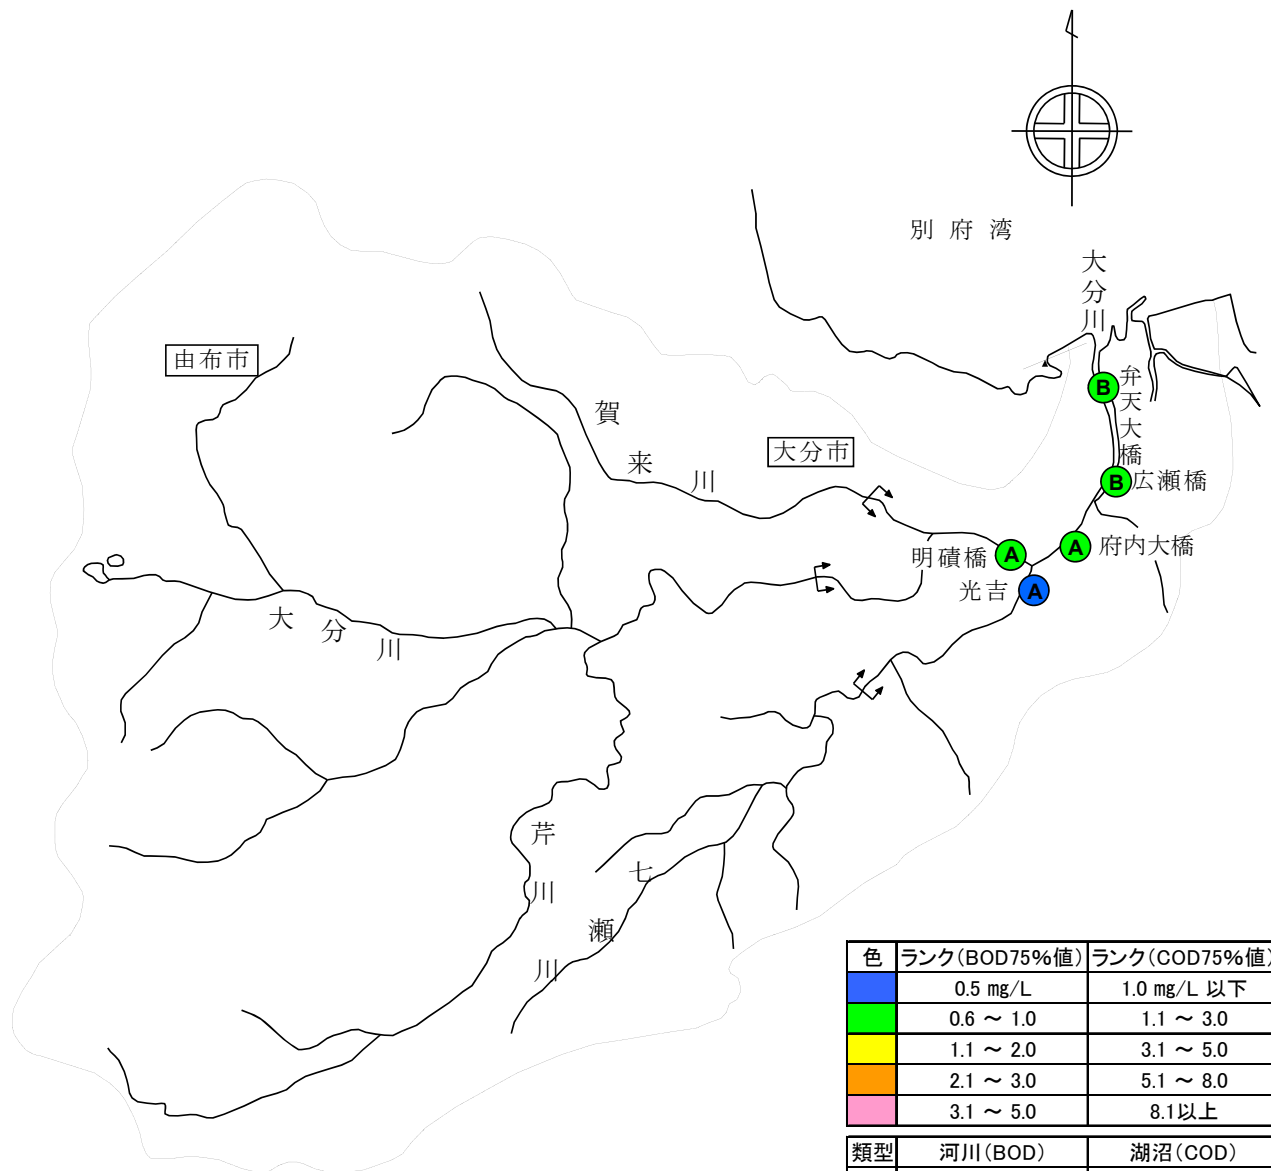 別府湾
大分川
由布市
弁天大橋
B
賀来川
大分市
B 広瀬橋
明磧橋 A
A 府内大橋
光吉 A
大分川
芹川
七瀬川
色 ランク(BOD75%値) ランク(COD75%値)
0.5 mg/L 1.0 mg/L 以下
0.6 ～ 1.0 1.1 ～ 3.0
1.1 ～ 2.0 3.1 ～ 5.0
2.1 ～ 3.0 5.1 ～ 8.0
3.1 ～ 5.0 8.1以上
類型 河川(BOD) 湖沼(COD)